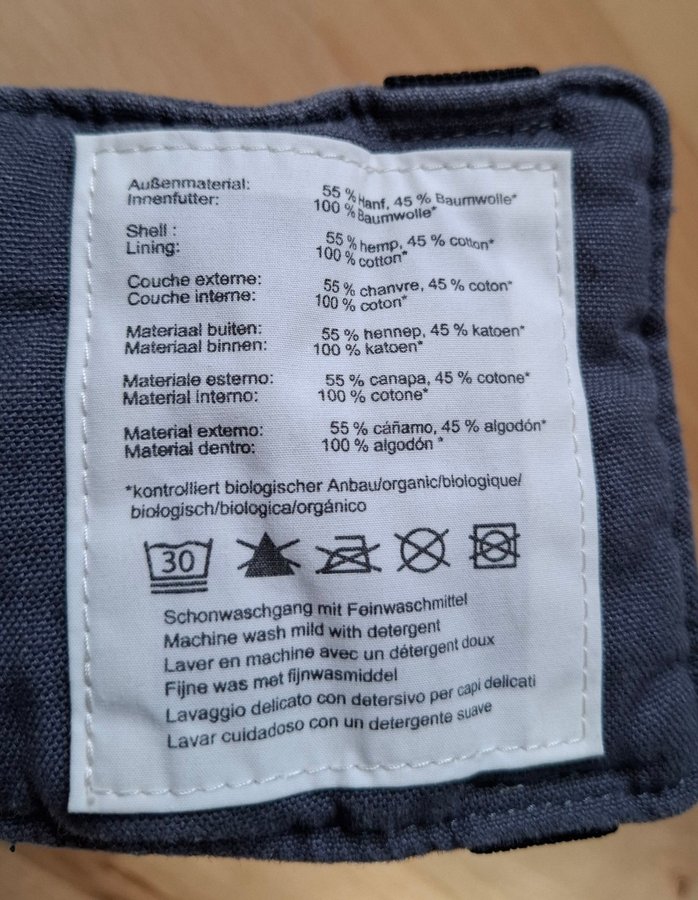 Außenmaterial: 55 % Hanf, 45 % Baumwolle*
Innenfutter: 100 % Baumwolle*
Shell : 55 % hemp, 45 % cotton*
Lining: 100 % cotton*
Couche externe: 55 % chanvre, 45 % coton*
Couche interne: 100 % coton*
Materiaal buiten: 55 % hennep, 45 % katoen*
Materiaal binnen: 100 % katoen*
Materiale esterno: 55 % canapa, 45 % cotone*
Material interno: 100 % cotone*
Material externo: 55 % cáñamo, 45 % algodón*
Material dentro: 100 % algodón *
*kontrolliert biologischer Anbau/organic/biologique/
biologisch/biologica/orgánico
30
Schonwaschgang mit Feinwaschmittel
Machine wash mild with detergent
Laver en machine avec un détergent doux
Fijne was met fijnwasmiddel
Lavaggio delicato con detersivo per capi delicati
Lavar cuidadoso con un detergente suave